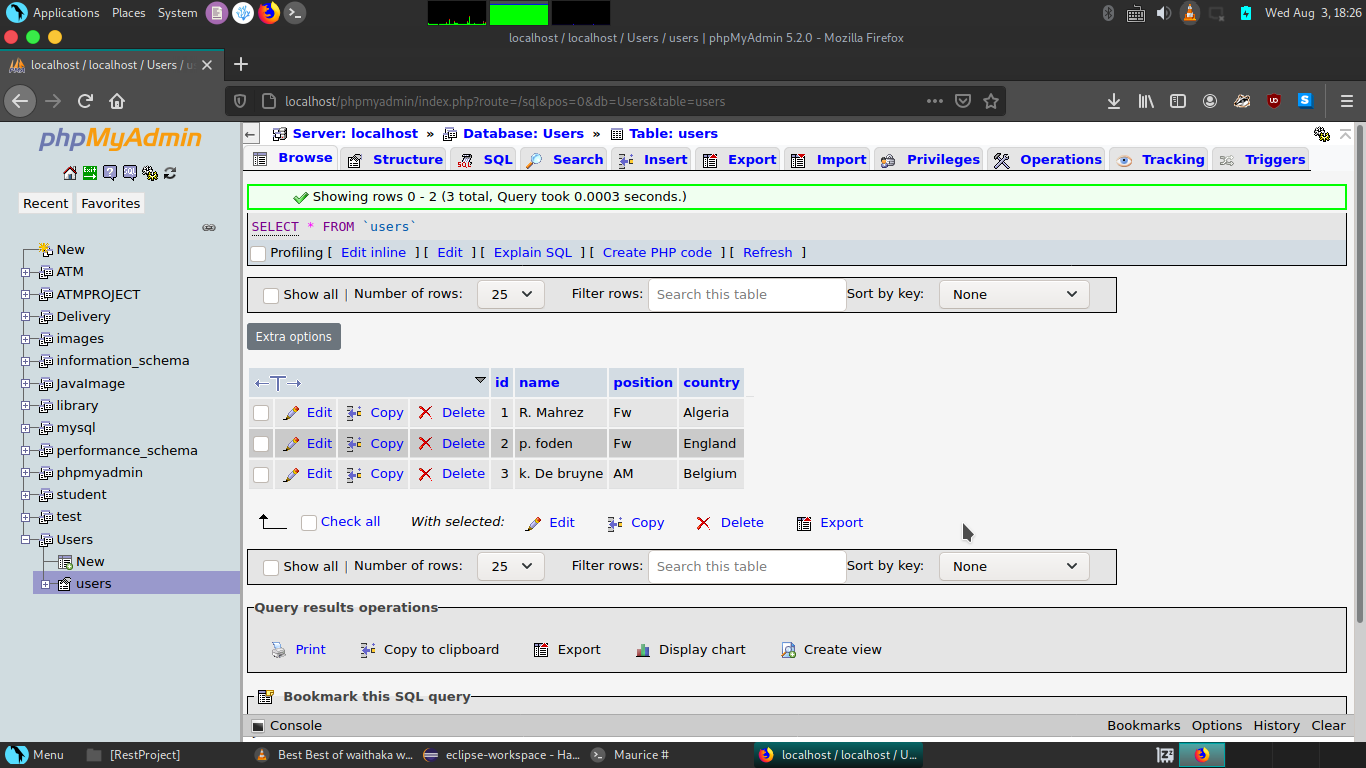 Applications Places System Wed Aug 3, 18:26
localhost / localhost / Users / users | phpMyAdmin 5.2.0 - Mozilla Firefox
localhost / localhost / Users / u
localhost/phpmyadmin/index.php?route=/sql&pos=0&db=Users&table=users
phpMyAdmin
Recent Favorites
New
ATM
ATMPROJECT
Delivery
images
information_schema
JavaImage
library
mysql
performance_schema
phpmyadmin
student
test
Users
New
users
Server: localhost » Database: Users » Table: users
Browse Structure SQL Search Insert Export Import Privileges Operations Tracking Triggers
Showing rows 0 - 2 (3 total, Query took 0.0003 seconds.)
SELECT * FROM `users`
Profiling [ Edit inline ] [ Edit ] [ Explain SQL ] [ Create PHP code ] [ Refresh ]
Show all | Number of rows: 25 Filter rows: Search this table Sort by key: None
Extra options
id name position country
Edit Copy Delete 1 R. Mahrez Fw Algeria
Edit Copy Delete 2 p. foden Fw England
Edit Copy Delete 3 k. De bruyne AM Belgium
Check all With selected: Edit Copy Delete Export
Show all | Number of rows: 25 Filter rows: Search this table Sort by key: None
Query results operations
Print Copy to clipboard Export Display chart Create view
Bookmark this SQL query
Console Bookmarks Options History Clear
Menu [RestProject] Best Best of waithaka w... eclipse-workspace - Ha... Maurice # localhost / localhost / U...